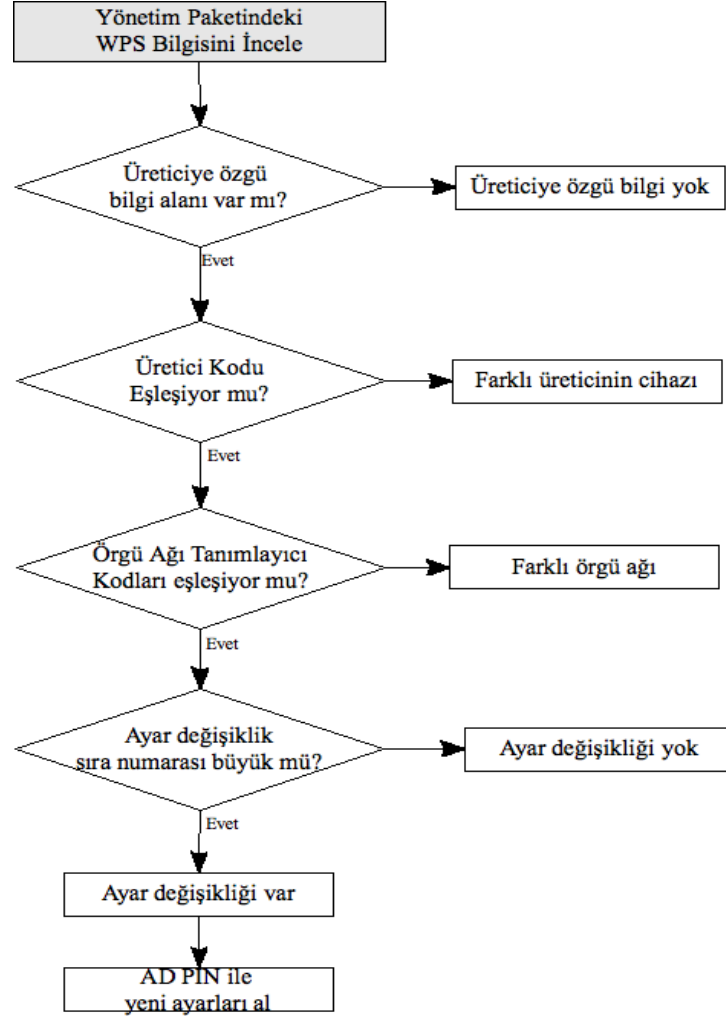 Yönetim Paketindeki
WPS Bilgisini İncele
Üreticiye özgü
bilgi alanı var mı?
Üreticiye özgü bilgi yok
Evet
Üretici Kodu
Eşleşiyor mu?
Farklı üreticinin cihazı
Evet
Örgü Ağı Tanımlayıcı
Kodları eşleşiyor mu?
Farklı örgü ağı
Evet
Ayar değişiklik
sıra numarası büyük mü?
Ayar değişikliği yok
Evet
Ayar değişikliği var
AD PIN ile
yeni ayarları al